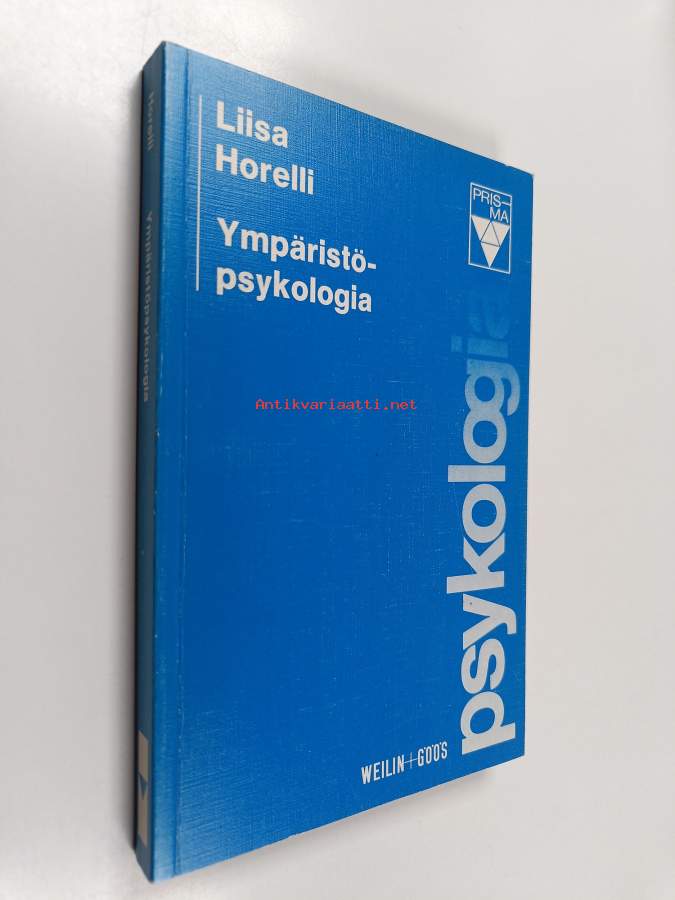 Liisa
Horelli
Ympäristö-
psykologia
PRIS-
MA
psykologia
WEILIN+GÖÖS
Horelli Ympäristöpsykologia
Antikvariaatti.net